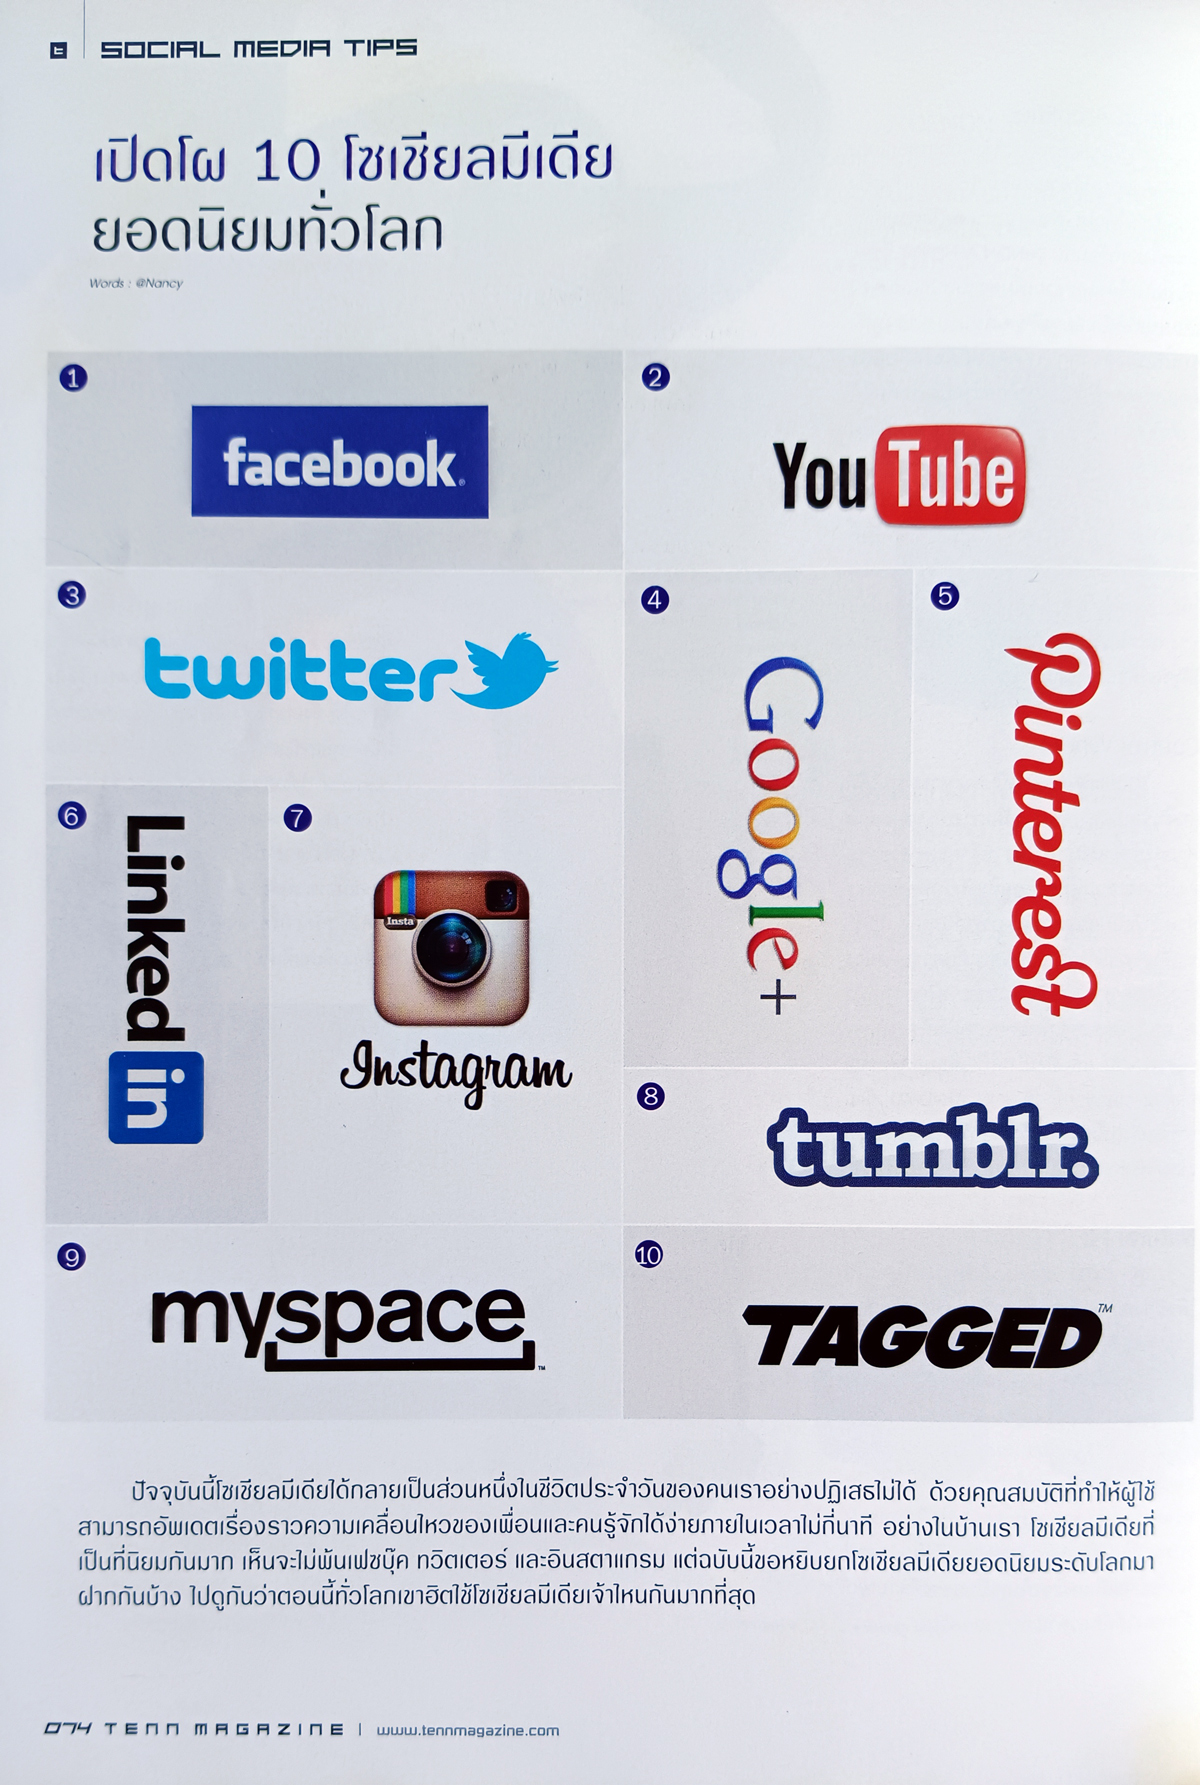 SOCIAL MEDIA TIPS
เปิดโผ 10 โซเชียลมีเดีย
ยอดนิยมทั่วโลก
Words : @Nancy
1
facebook®
2
YouTube
3
twitter
4
Google+
5
Pinterest
6
Linkedin
7
Insta
Instagram
8
tumblr.
9
myspace™
10
TAGGED™
ปัจจุบันนี้โซเชียลมีเดียได้กลายเป็นส่วนหนึ่งในชีวิตประจำวันของคนเราอย่างปฏิเสธไม่ได้ ด้วยคุณสมบัติที่ทำให้ผู้ใช้
สามารถอัพเดตเรื่องราวความเคลื่อนไหวของเพื่อนและคนรู้จักได้ง่ายภายในเวลาไม่กี่นาที อย่างในบ้านเรา โซเชียลมีเดียที่
เป็นที่นิยมกันมาก เห็นจะไม่พ้นเฟซบุ๊ค ทวิตเตอร์ และอินสตาแกรม แต่ฉบับนี้ขอหยิบยกโซเชียลมีเดียยอดนิยมระดับโลกมา
ฝากกันบ้าง ไปดูกันว่าตอนนี้ทั่วโลกเขาฮิตใช้โซเชียลมีเดียเจ้าไหนกันมากที่สุด
074 TENN MAGAZINE | www.tennmagazine.com